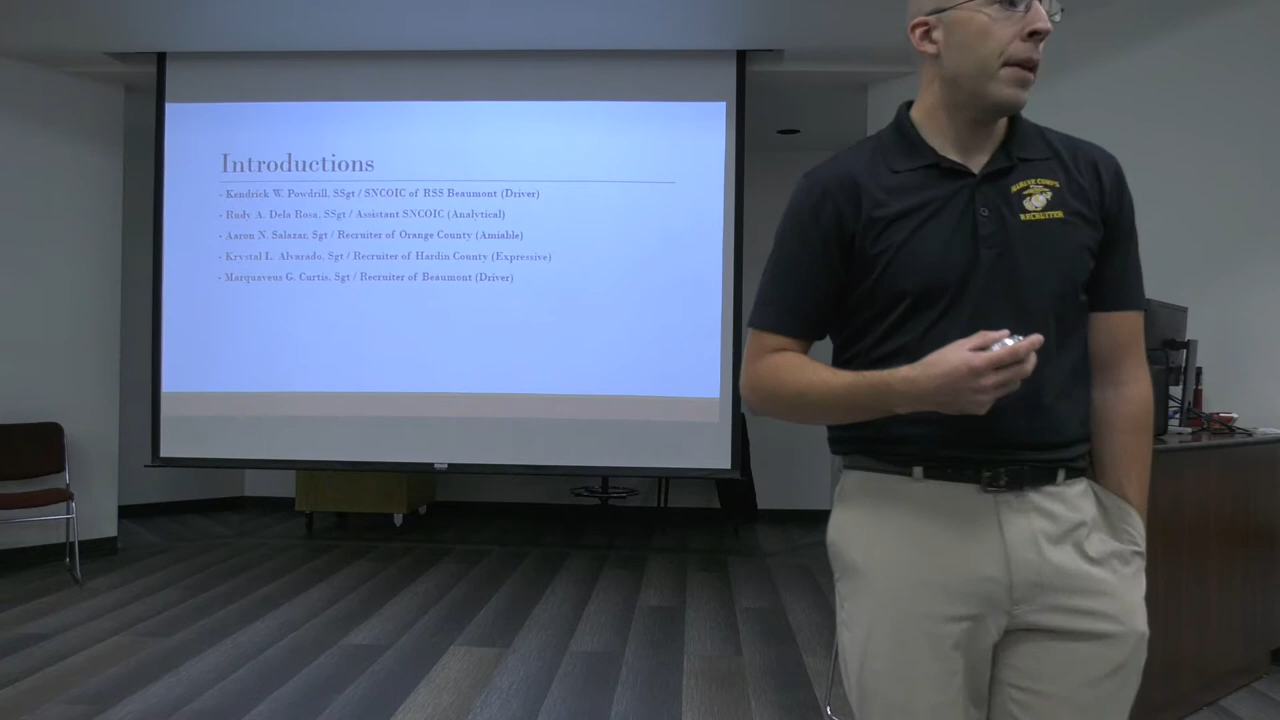 Introductions
• Kendrick W. Powdrill, SSgt / SNCOIC of RSS Beaumont (Driver)
• Rudy A. Dela Rosa, SSgt / Assistant SNCOIC (Analytical)
• Aaron N. Salazar, Sgt / Recruiter of Orange County (Amiable)
• Krystal L. Alvarado, Sgt / Recruiter of Hardin County (Expressive)
• Marquaveus G. Curtis, Sgt / Recruiter of Beaumont (Driver)
MARINE CORPS
RECRUITER